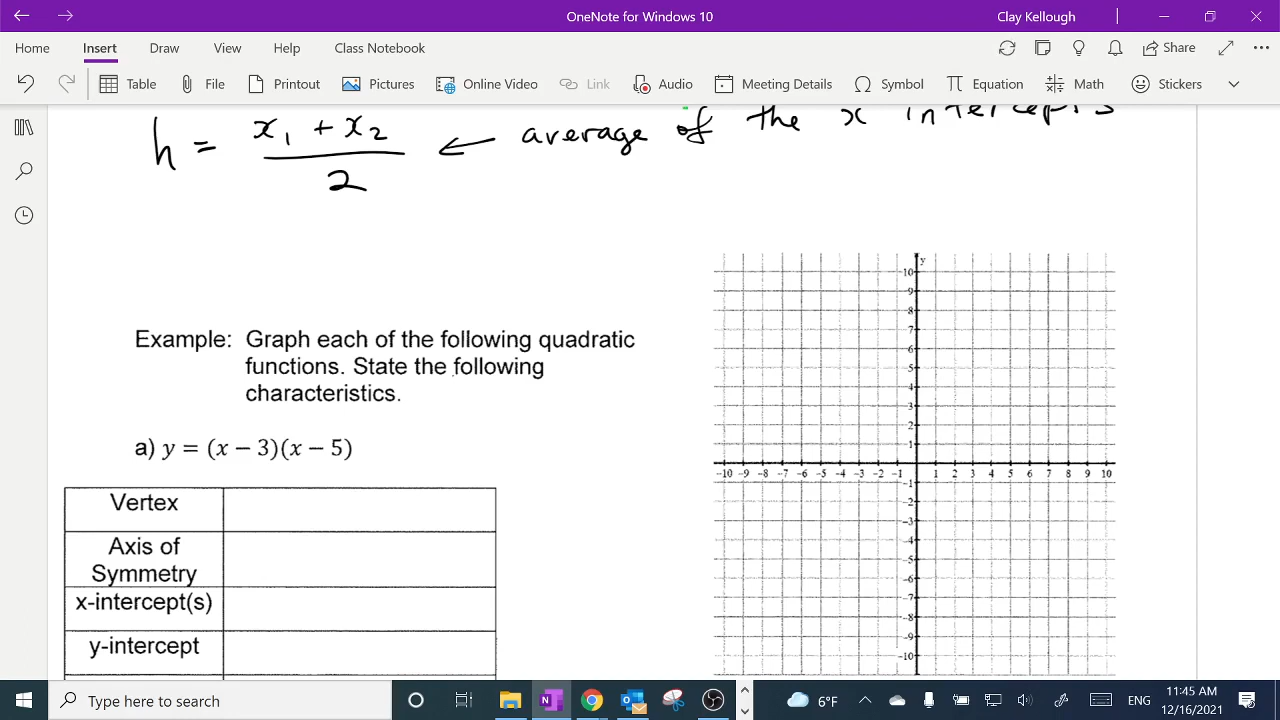 OneNote for Windows 10
Clay Kellough
Home Insert Draw View Help Class Notebook
Share
Table File Printout Pictures Online Video Link Audio Meeting Details Symbol Equation Math Stickers
h = x₁ + x₂ / 2 ← average of the x intercepts
Example: Graph each of the following quadratic
functions. State the following
characteristics.
a) y = (x − 3)(x − 5)
Vertex
Axis of
Symmetry
x-intercept(s)
y-intercept
y
10
9
8
7
6
5
4
3
2
1
-10 -9 -8 -7 -6 -5 -4 -3 -2 -1 1 2 3 4 5 6 7 8 9 10
-1
-2
-3
-4
-5
-6
-7
-8
-9
-10
Type here to search
6°F
ENG
11:45 AM
12/16/2021
3